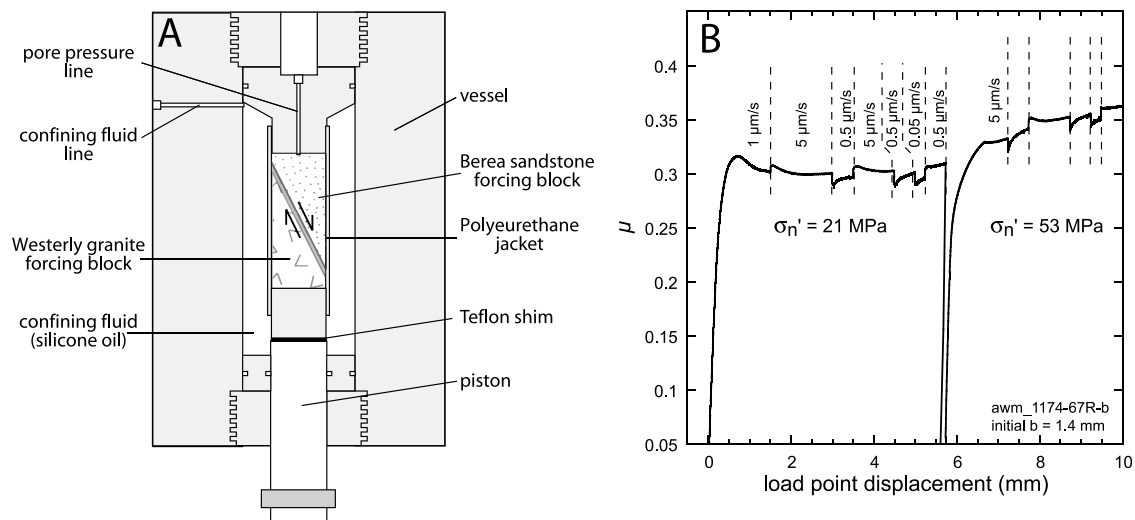 A
pore pressure
line
confining fluid
line
Westerly granite
forcing block
confining fluid
(silicone oil)
vessel
Berea sandstone
forcing block
Polyeurethane
jacket
Teflon shim
piston
B
0.4
0.35
0.3
0.25
0.2
0.15
0.1
0.05
μ
1 μm/s
5 μm/s
0.5 μm/s
5 μm/s
0.5 μm/s
0.05 μm/s
0.5 μm/s
5 μm/s
σn' = 21 MPa
σn' = 53 MPa
awm_1174-67R-b
initial b = 1.4 mm
0 2 4 6 8 10
load point displacement (mm)